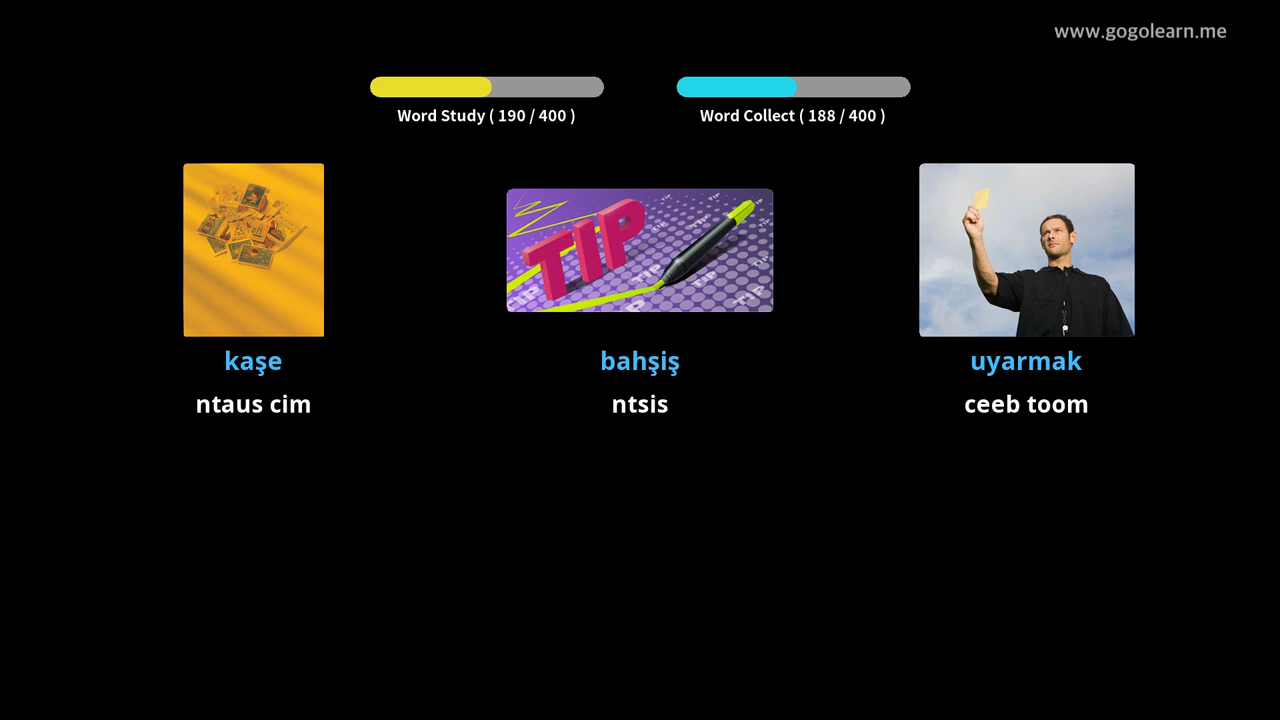 www.gogolearn.me
Word Study ( 190 / 400 )
Word Collect ( 188 / 400 )
TIP
kaşe
bahşiş
uyarmak
ntaus cim
ntsis
ceeb toom